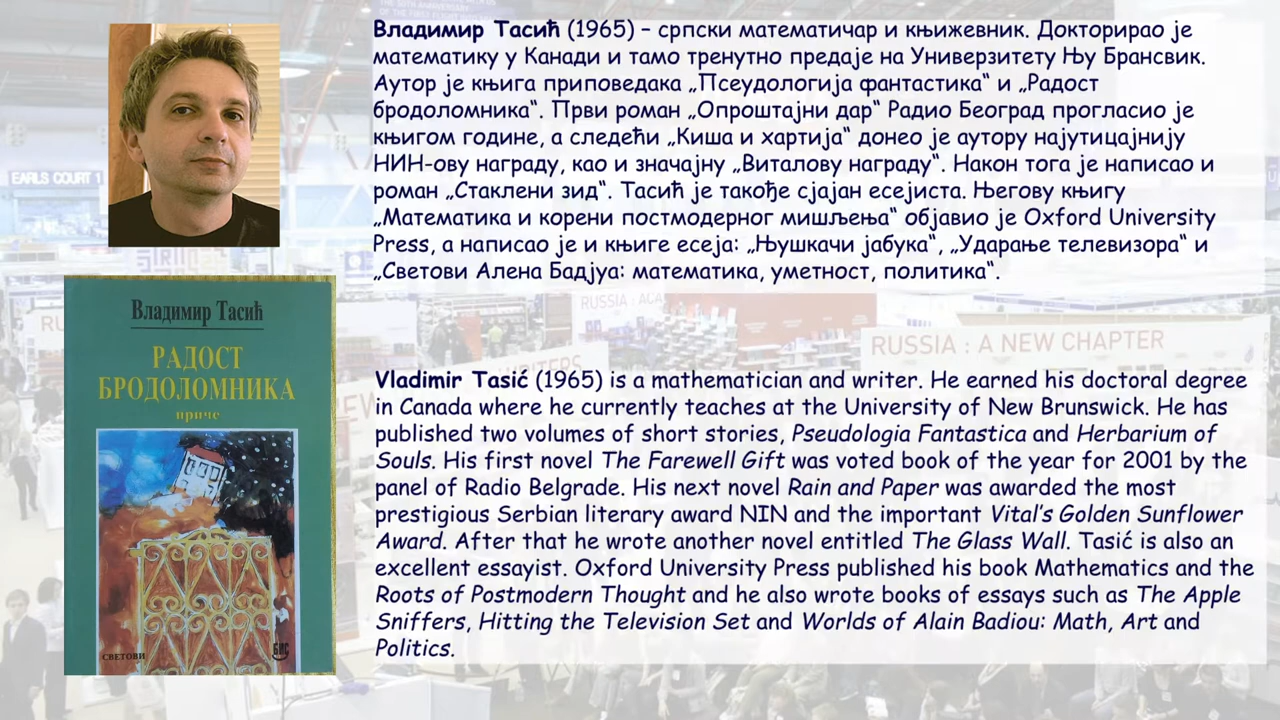 Владимир Тасић (1965) – српски математичар и књижевник. Докторирао је
математику у Канади и тамо тренутно предаје на Универзитету Њу Брансвик.
Аутор је књига приповедака „Псеудологија фантастика“ и „Радост
бродоломника“. Први роман „Опроштајни дар“ Радио Београд прогласио је
књигом године, а следећи „Киша и хартија“ донео је аутору најутицајнију
НИН-ову награду, као и значајну „Виталову награду“. Након тога је написао и
роман „Стаклени зид“. Тасић је такође сјајан есејиста. Његову књигу
„Математика и корени постмодерног мишљења“ објавио је Oxford University
Press, а написао је и књиге есеја: „Њушкачи јабука“, „Ударање телевизора“ и
„Светови Алена Бадјуа: математика, уметност, политика“.
EARLS COURT 1
Владимир Тасић
РАДОСТ
БРОДОЛОМНИКА
приче
СВЕТОВИ
RUSSIA : A NEW CHAPTER
Vladimir Tasić (1965) is a mathematician and writer. He earned his doctoral degree
in Canada where he currently teaches at the University of New Brunswick. He has
published two volumes of short stories, Pseudologia Fantastica and Herbarium of
Souls. His first novel The Farewell Gift was voted book of the year for 2001 by the
panel of Radio Belgrade. His next novel Rain and Paper was awarded the most
prestigious Serbian literary award NIN and the important Vital’s Golden Sunflower
Award. After that he wrote another novel entitled The Glass Wall. Tasić is also an
excellent essayist. Oxford University Press published his book Mathematics and the
Roots of Postmodern Thought and he also wrote books of essays such as The Apple
Sniffers, Hitting the Television Set and Worlds of Alain Badiou: Math, Art and
Politics.